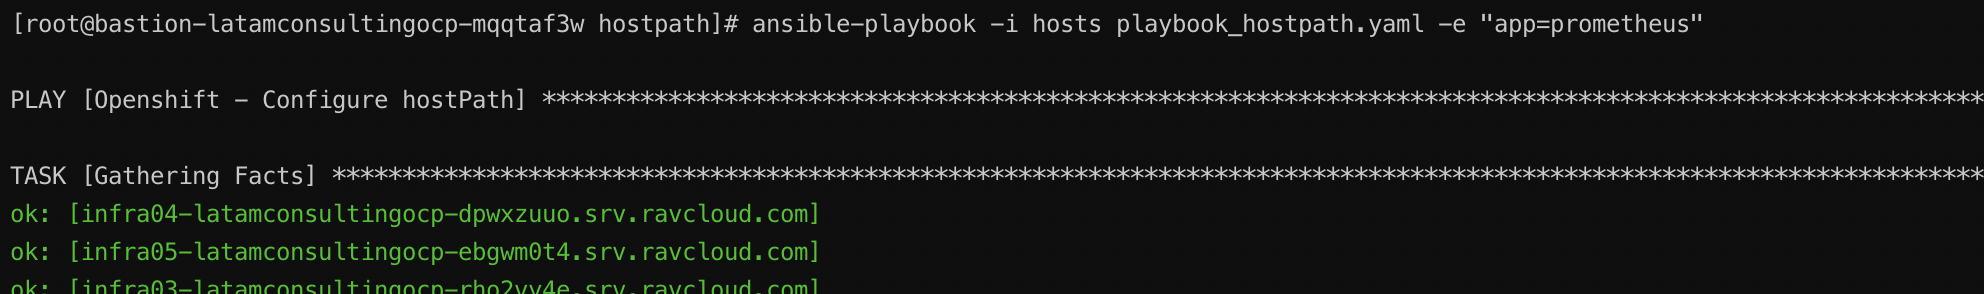 [root@bastion-latamconsultingocp-mqqtaf3w hostpath]# ansible-playbook -i hosts playbook_hostpath.yaml -e "app=prometheus"
PLAY [Openshift - Configure hostPath] *******************************************************************************************************
TASK [Gathering Facts] **********************************************************************************************************************
ok: [infra04-latamconsultingocp-dpwxzuuo.srv.ravcloud.com]
ok: [infra05-latamconsultingocp-ebgwm0t4.srv.ravcloud.com]
ok: [infra03-latamconsultingocp-rho2vv4e.srv.ravcloud.com]